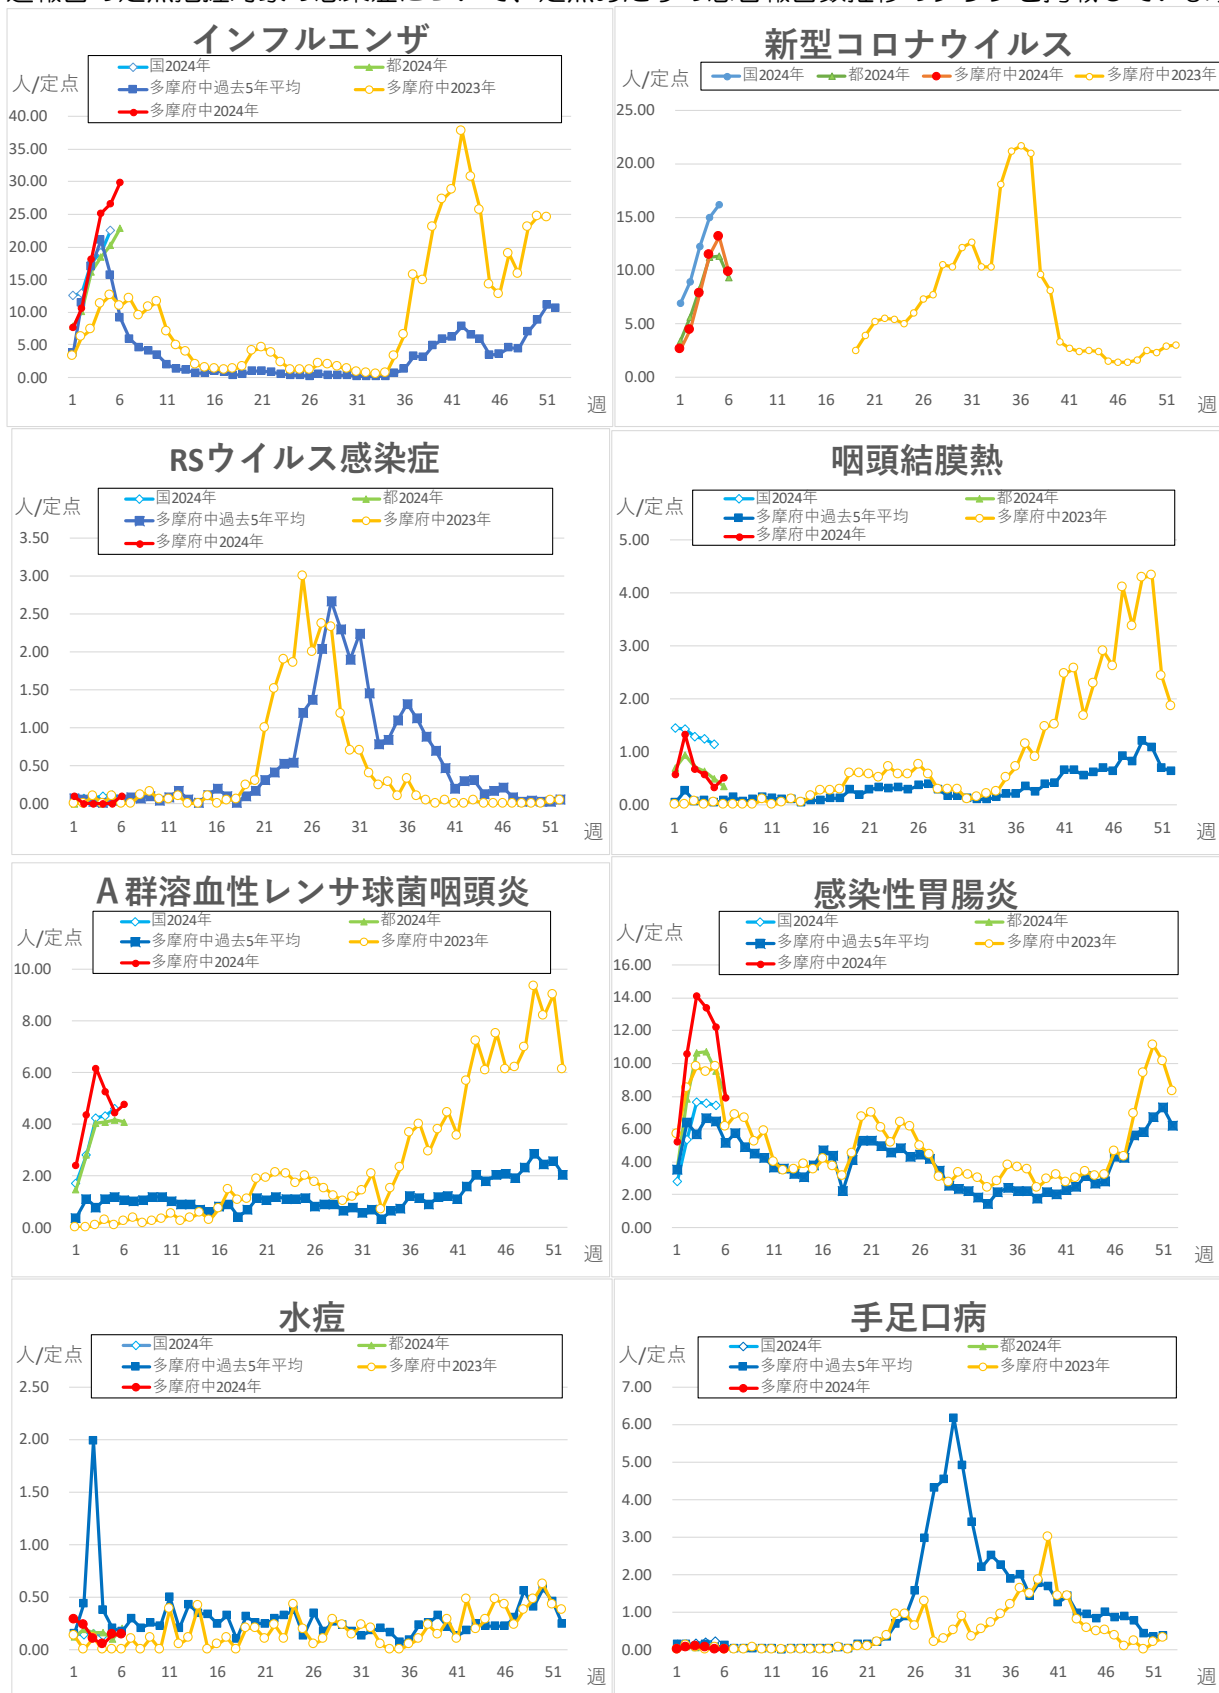 インフルエンザ
人/定点
国2024年 都2024年
多摩府中過去5年平均 多摩府中2023年
多摩府中2024年
40.00
35.00
30.00
25.00
20.00
15.00
10.00
5.00
0.00
1 6 11 16 21 26 31 36 41 46 51 週
新型コロナウイルス
人/定点
国2024年 都2024年 多摩府中2024年 多摩府中2023年
25.00
20.00
15.00
10.00
5.00
0.00
1 6 11 16 21 26 31 36 41 46 51 週
RSウイルス感染症
人/定点
国2024年 都2024年
多摩府中過去5年平均 多摩府中2023年
多摩府中2024年
3.50
3.00
2.50
2.00
1.50
1.00
0.50
0.00
1 6 11 16 21 26 31 36 41 46 51 週
咽頭結膜熱
人/定点
国2024年 都2024年
多摩府中過去5年平均 多摩府中2023年
多摩府中2024年
5.00
4.00
3.00
2.00
1.00
0.00
1 6 11 16 21 26 31 36 41 46 51 週
A群溶血性レンサ球菌咽頭炎
人/定点
国2024年 都2024年
多摩府中過去5年平均 多摩府中2023年
多摩府中2024年
10.00
8.00
6.00
4.00
2.00
0.00
1 6 11 16 21 26 31 36 41 46 51 週
感染性胃腸炎
人/定点
国2024年 都2024年
多摩府中過去5年平均 多摩府中2023年
多摩府中2024年
16.00
14.00
12.00
10.00
8.00
6.00
4.00
2.00
0.00
1 6 11 16 21 26 31 36 41 46 51 週
水痘
人/定点
国2024年 都2024年
多摩府中過去5年平均 多摩府中2023年
多摩府中2024年
2.50
2.00
1.50
1.00
0.50
0.00
1 6 11 16 21 26 31 36 41 46 51 週
手足口病
人/定点
国2024年 都2024年
多摩府中過去5年平均 多摩府中2023年
多摩府中2024年
7.00
6.00
5.00
4.00
3.00
2.00
1.00
0.00
1 6 11 16 21 26 31 36 41 46 51 週